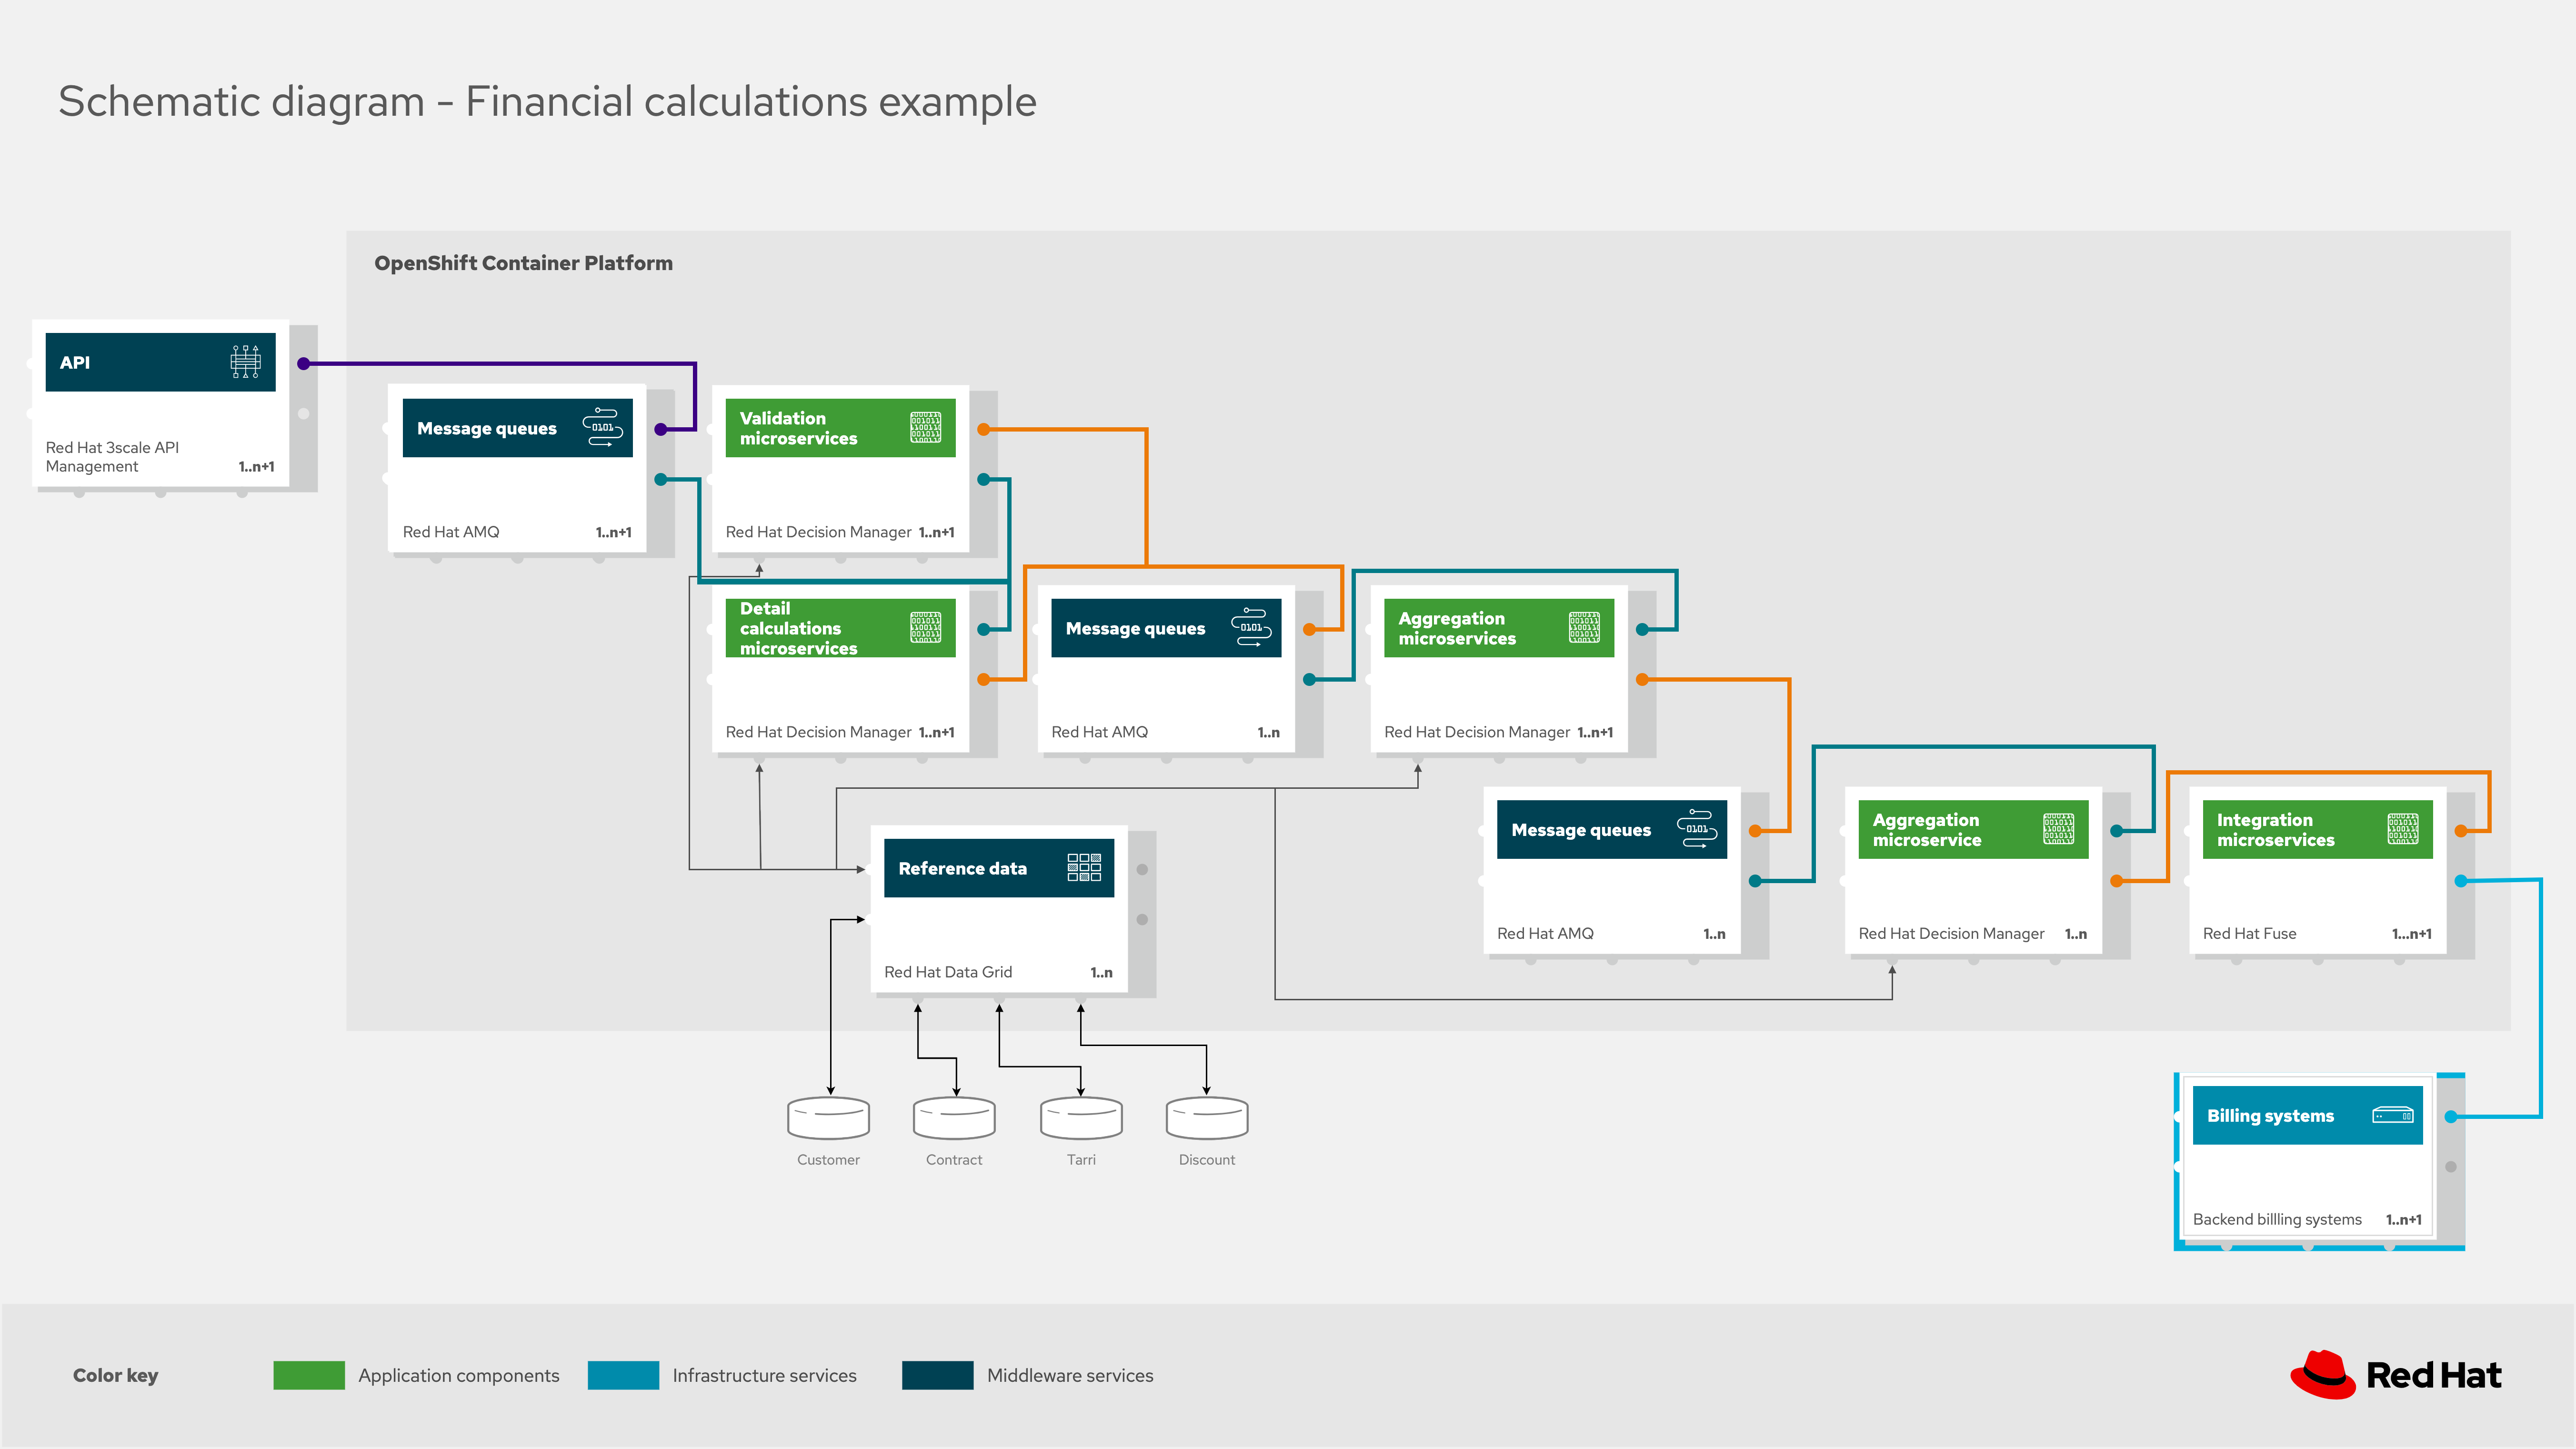 Schematic diagram - Financial calculations example
OpenShift Container Platform
API
Red Hat 3scale API
Management
1..n+1
Message queues
0101
Red Hat AMQ 1..n+1
Validation
microservices
Red Hat Decision Manager 1..n+1
Detail
calculations
microservices
Red Hat Decision Manager 1..n+1
Message queues
0101
Red Hat AMQ 1..n
Aggregation
microservices
Red Hat Decision Manager 1..n+1
Reference data
Red Hat Data Grid 1..n
Message queues
0101
Red Hat AMQ 1..n
Aggregation
microservice
Red Hat Decision Manager 1..n
Integration
microservices
Red Hat Fuse 1...n+1
Customer
Contract
Tarri
Discount
Billing systems
Backend billling systems 1..n+1
Color key
Application components
Infrastructure services
Middleware services
Red Hat